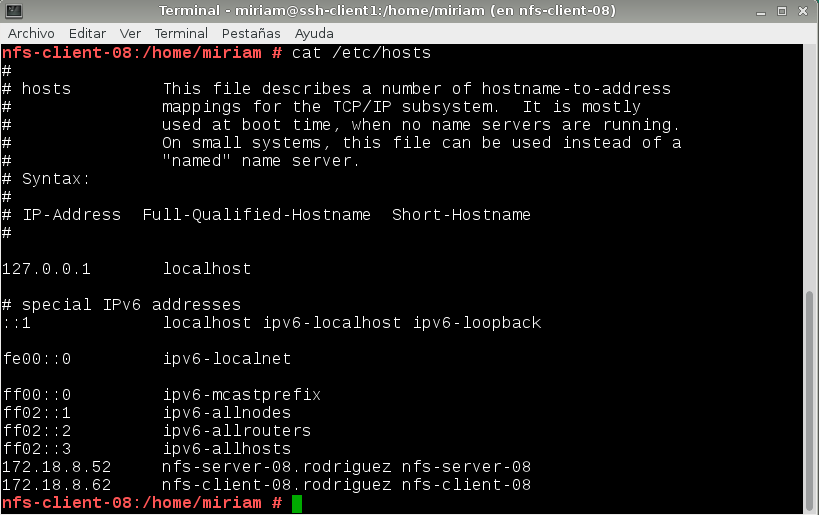 Terminal - miriam@ssh-client1:/home/miriam (en nfs-client-08)
Archivo Editar Ver Terminal Pestañas Ayuda
nfs-client-08:/home/miriam # cat /etc/hosts
#
# hosts         This file describes a number of hostname-to-address
#               mappings for the TCP/IP subsystem.  It is mostly
#               used at boot time, when no name servers are running.
#               On small systems, this file can be used instead of a
#               "named" name server.
# Syntax:
#
# IP-Address  Full-Qualified-Hostname  Short-Hostname
#
127.0.0.1       localhost
# special IPv6 addresses
::1             localhost ipv6-localhost ipv6-loopback
fe00::0         ipv6-localnet
ff00::0         ipv6-mcastprefix
ff02::1         ipv6-allnodes
ff02::2         ipv6-allrouters
ff02::3         ipv6-allhosts
172.18.8.52     nfs-server-08.rodriguez nfs-server-08
172.18.8.62     nfs-client-08.rodriguez nfs-client-08
nfs-client-08:/home/miriam #